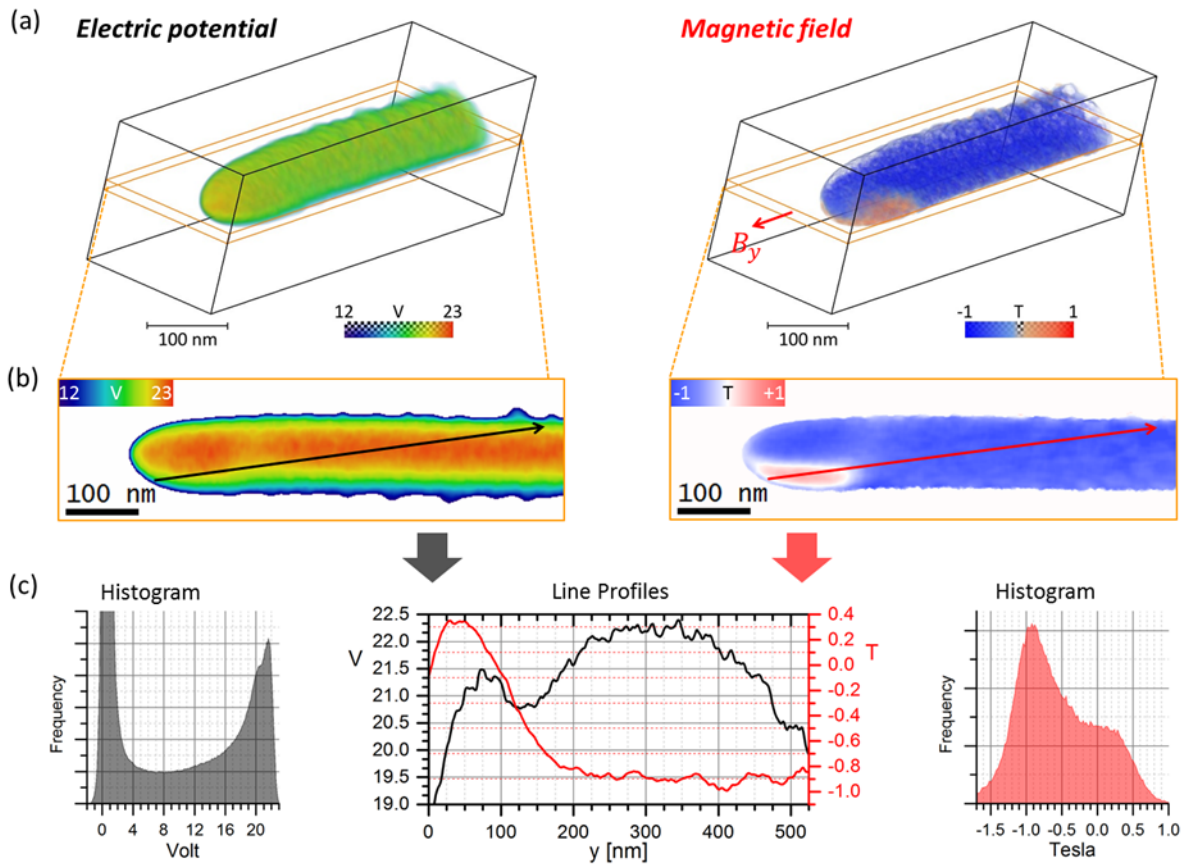 (a)
Electric potential
Magnetic field
B_y
12 V 23
100 nm
-1 T 1
100 nm
(b)
12 V 23
100 nm
-1 T +1
100 nm
(c)
Histogram
Frequency
0 4 8 12 16 20
Volt
Line Profiles
V
22.5
22.0
21.5
21.0
20.5
20.0
19.5
19.0
0 100 200 300 400 500
y [nm]
0.4
0.2
0.0
-0.2
-0.4
-0.6
-0.8
-1.0
T
Histogram
Frequency
-1.5 -1.0 -0.5 0.0 0.5 1.0
Tesla